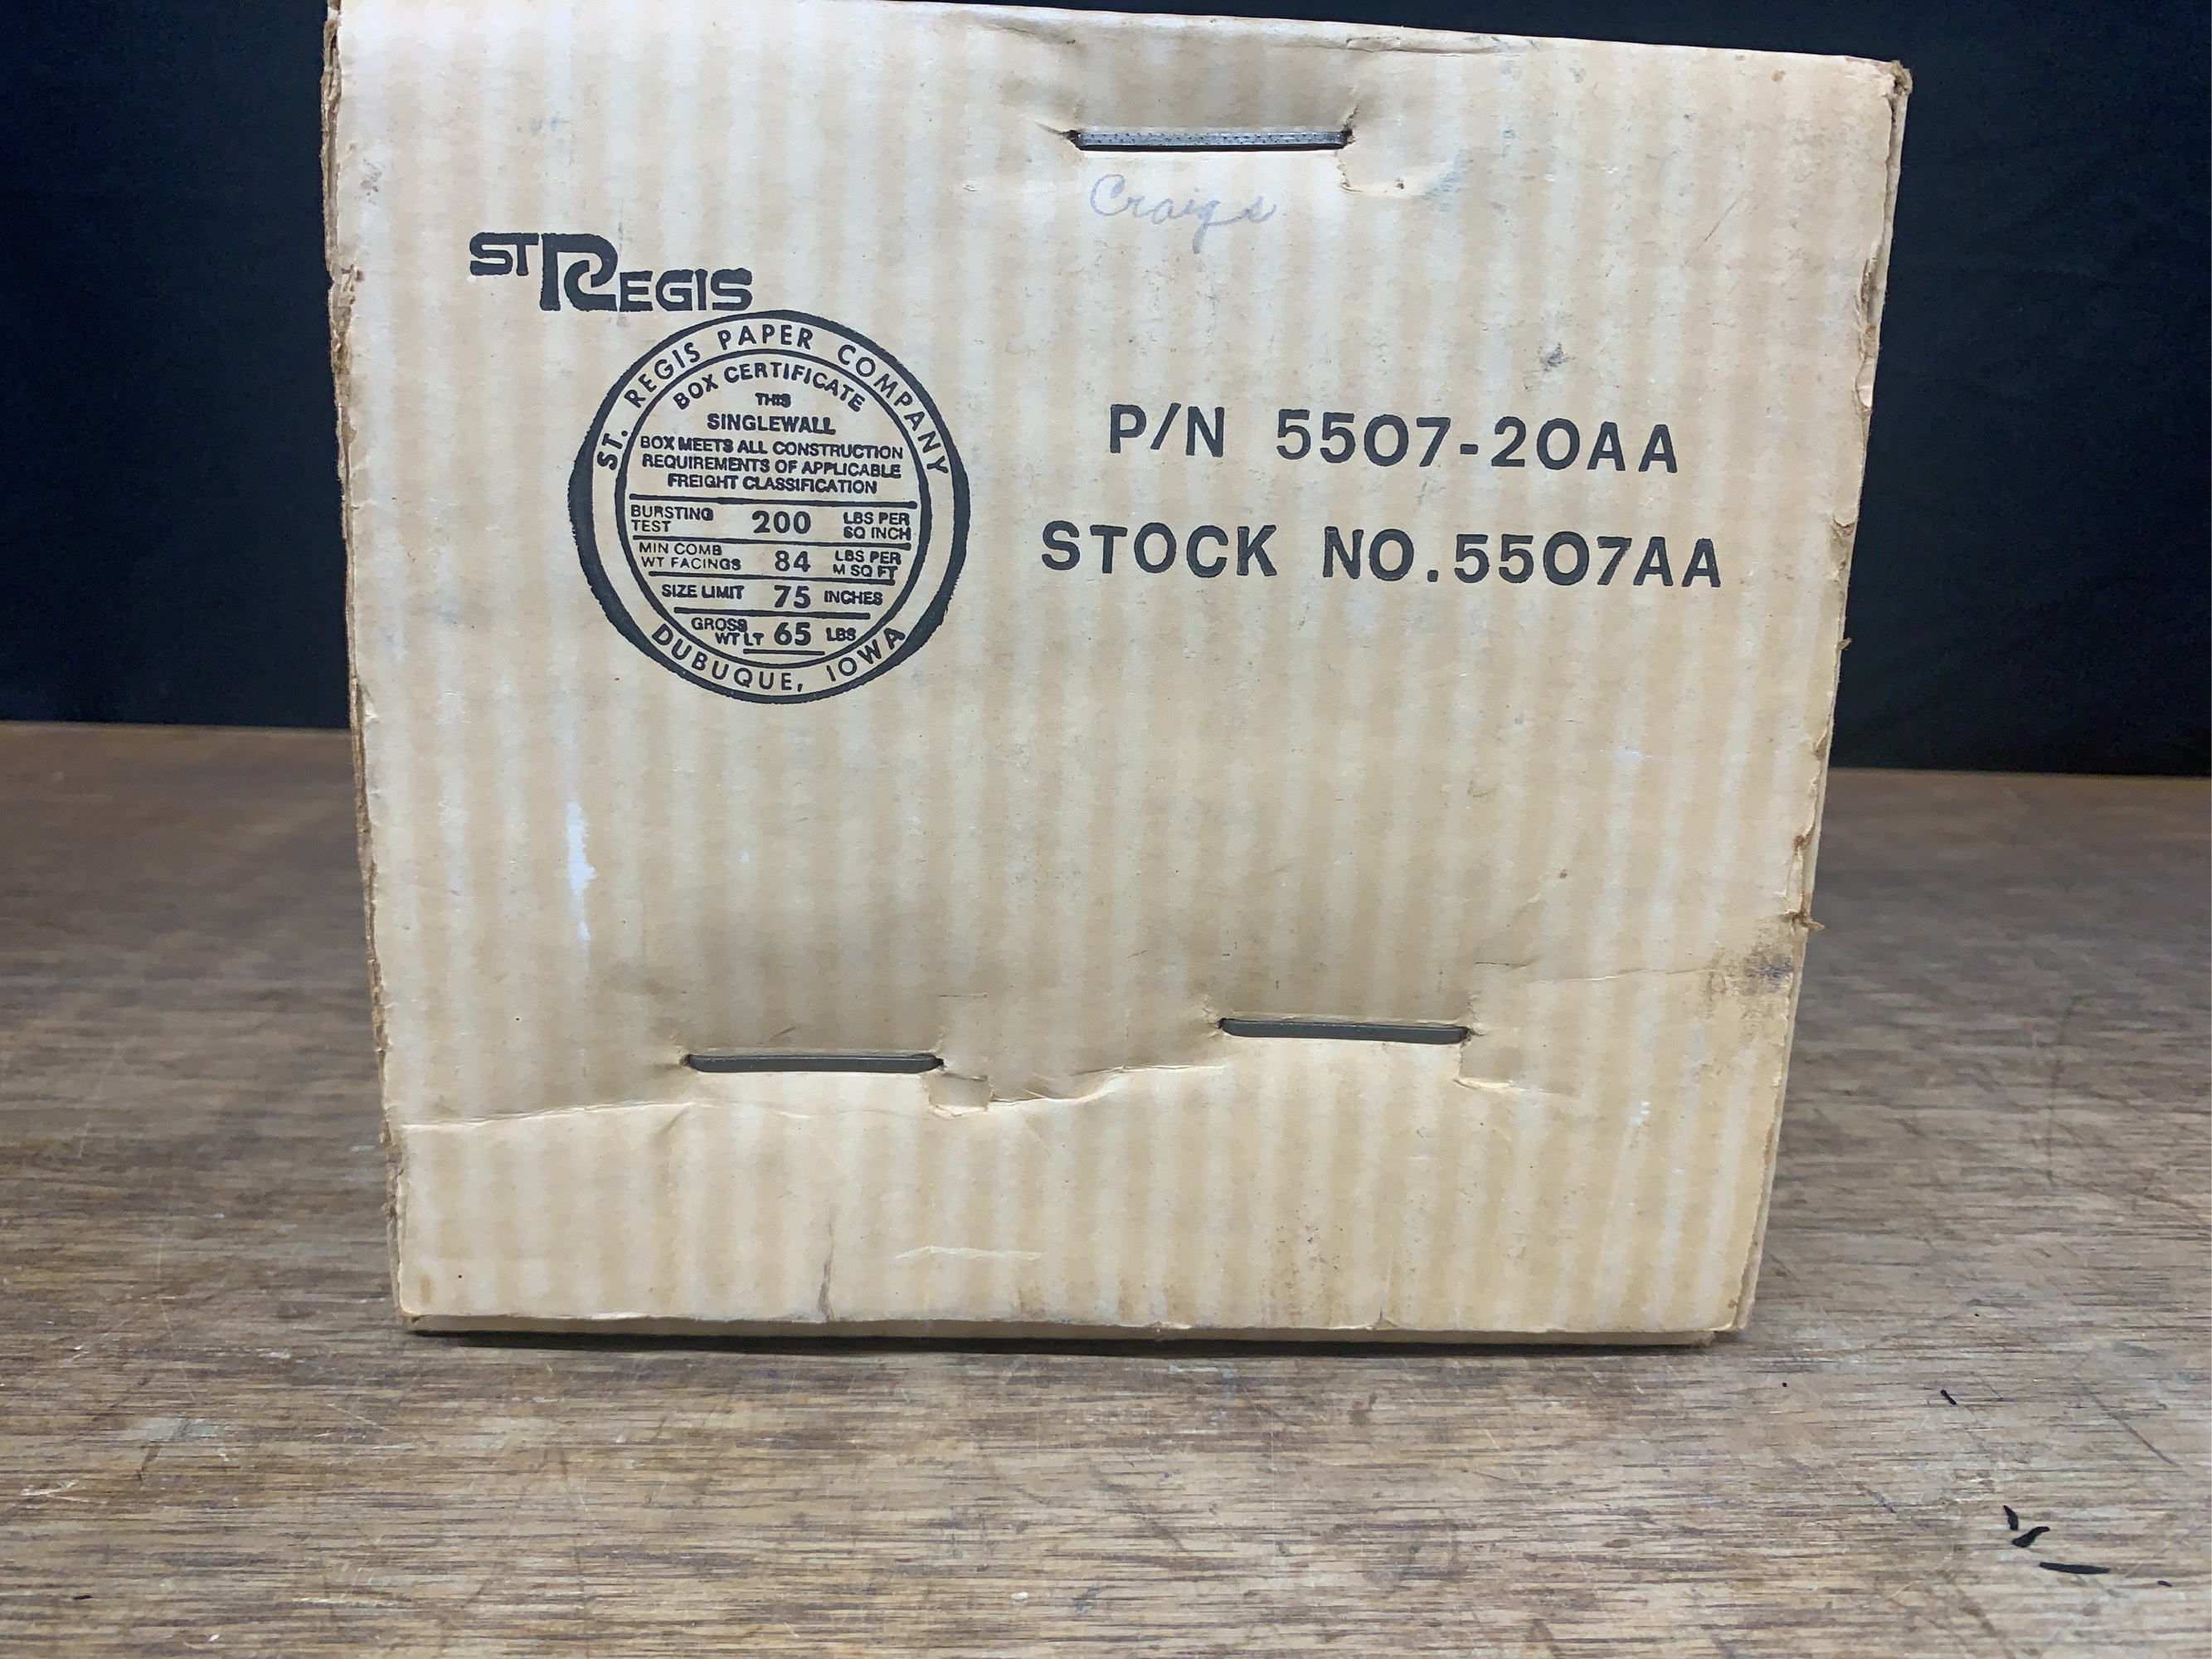 Craigs
ST REGIS
ST. REGIS PAPER COMPANY
BOX CERTIFICATE
THIS
SINGLEWALL
BOX MEETS ALL CONSTRUCTION
REQUIREMENTS OF APPLICABLE
FREIGHT CLASSIFICATION
BURSTING TEST 200 LBS PER SQ INCH
MIN COMB WT FACINGS 84 LBS PER M SQ FT
SIZE LIMIT 75 INCHES
GROSS WT LT 65 LBS
DUBUQUE, IOWA
P/N 5507-20AA
STOCK NO. 5507AA